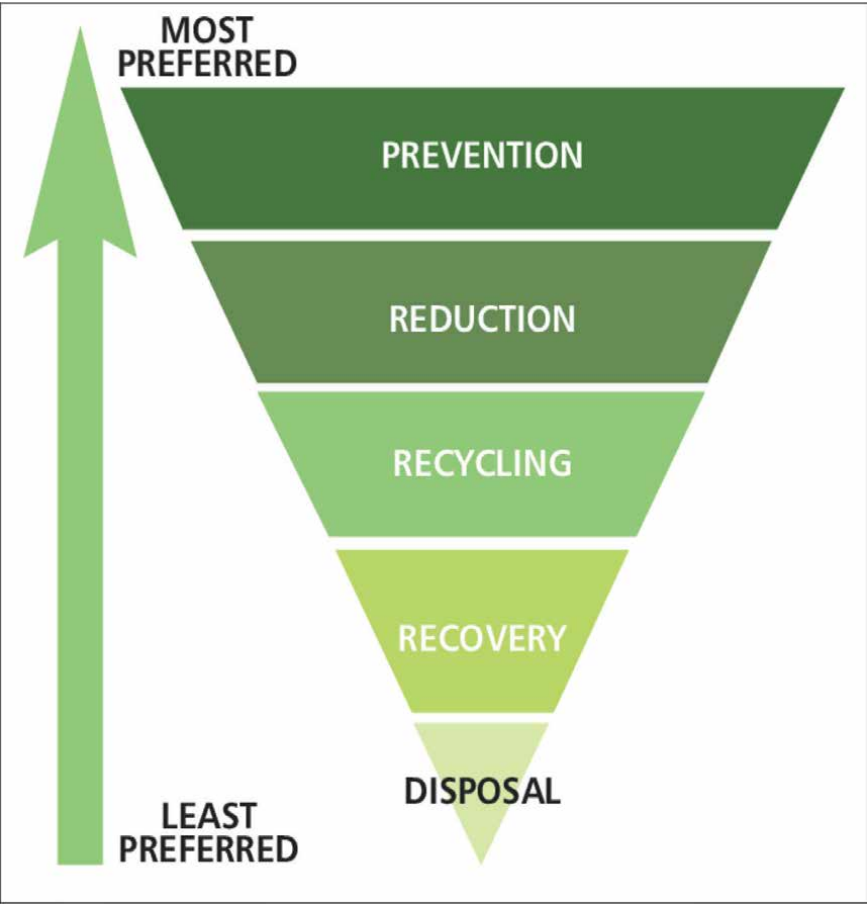 MOST
PREFERRED
PREVENTION
REDUCTION
RECYCLING
RECOVERY
DISPOSAL
LEAST
PREFERRED